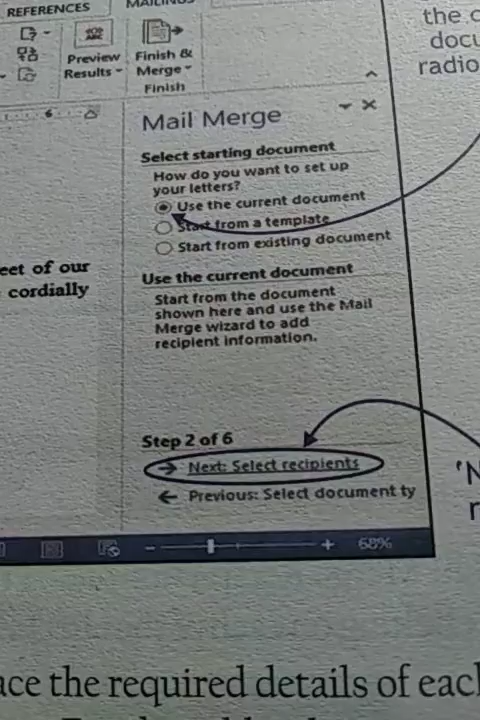 REFERENCES
MAILINGS
Preview
Results
Finish &
Merge
Finish
the
docu
radio
6
Mail Merge
Select starting document
How do you want to set up
your letters?
Use the current document
Start from a template
Start from existing document
eet of our
cordially
Use the current document
Start from the document
shown here and use the Mail
Merge wizard to add
recipient information.
Step 2 of 6
→ Next: Select recipients
← Previous: Select document ty
'N
r
− + 68%
ace the required details of each